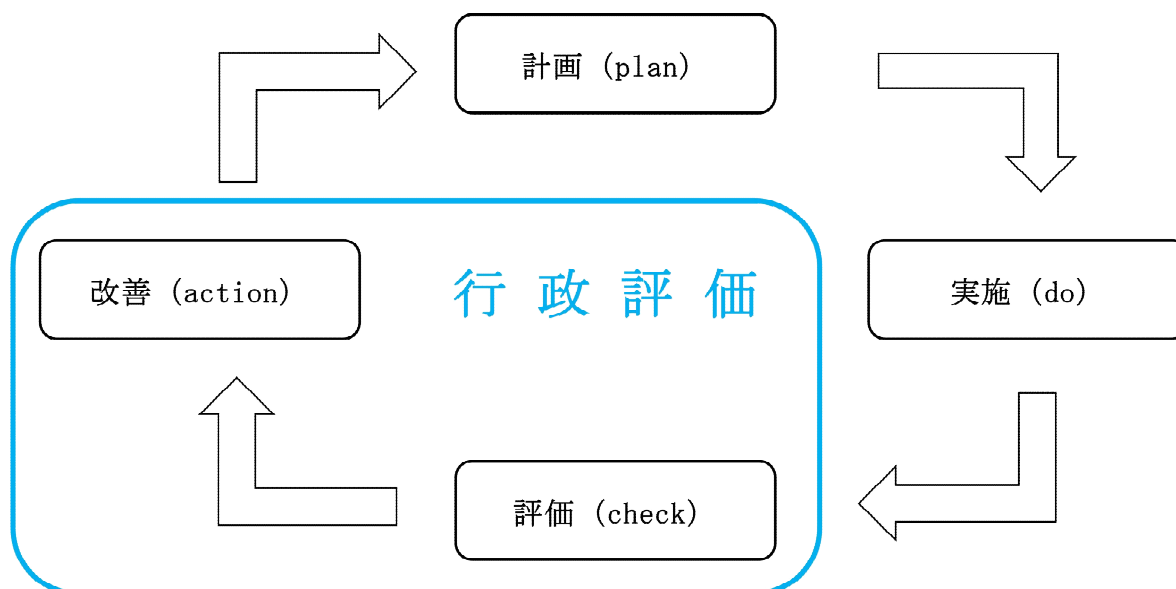 計画 (plan)
改善 (action)
行政評価
実施 (do)
評価 (check)